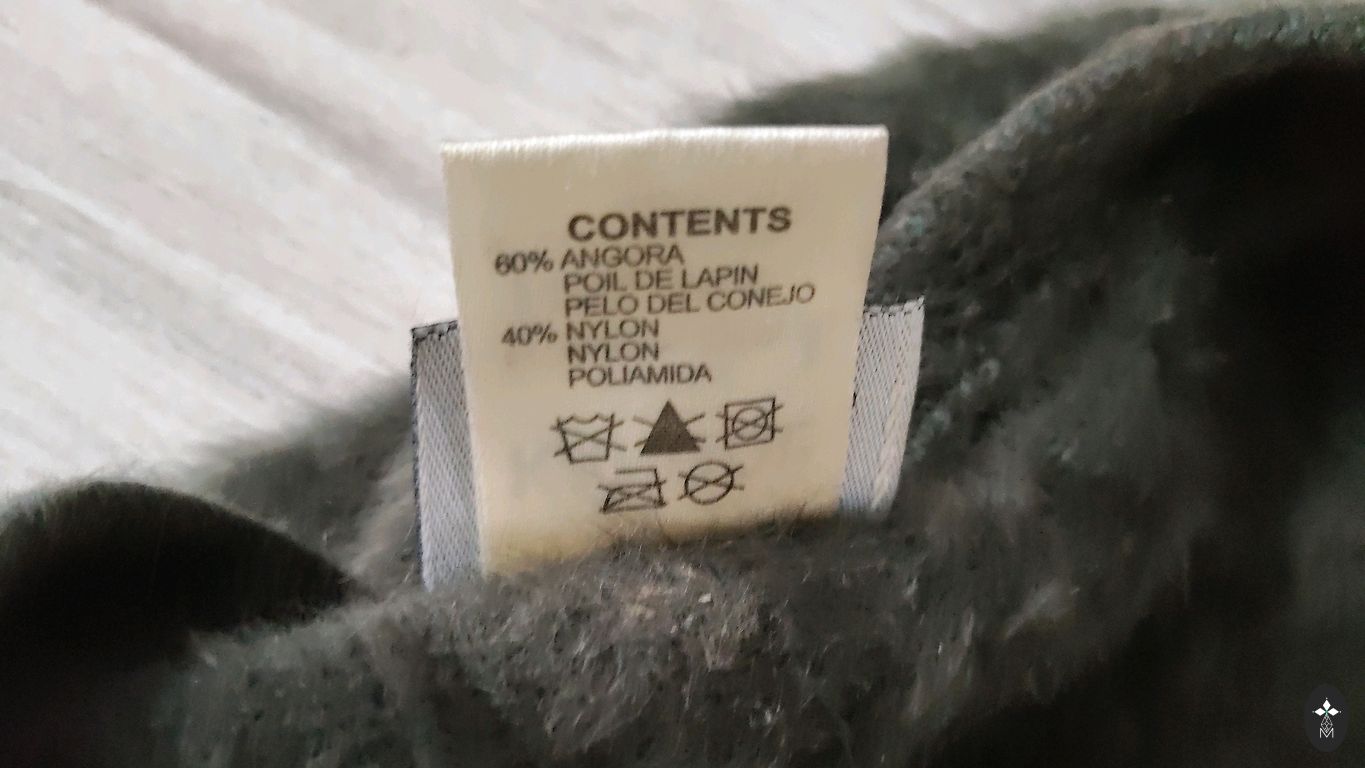 CONTENTS
60% ANGORA
POIL DE LAPIN
PELO DEL CONEJO
40% NYLON
NYLON
POLIAMIDA